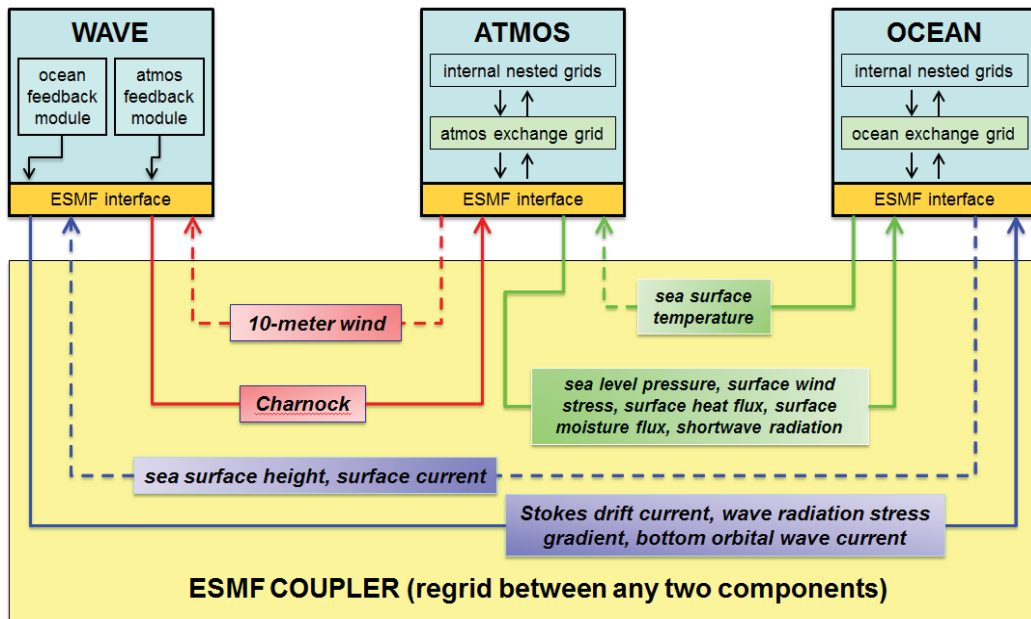 WAVE
ocean
feedback
module
atmos
feedback
module
ESMF interface
ATMOS
internal nested grids
atmos exchange grid
ESMF interface
OCEAN
internal nested grids
ocean exchange grid
ESMF interface
10-meter wind
sea surface
temperature
Charnock
sea level pressure, surface wind
stress, surface heat flux, surface
moisture flux, shortwave radiation
sea surface height, surface current
Stokes drift current, wave radiation stress
gradient, bottom orbital wave current
ESMF COUPLER (regrid between any two components)